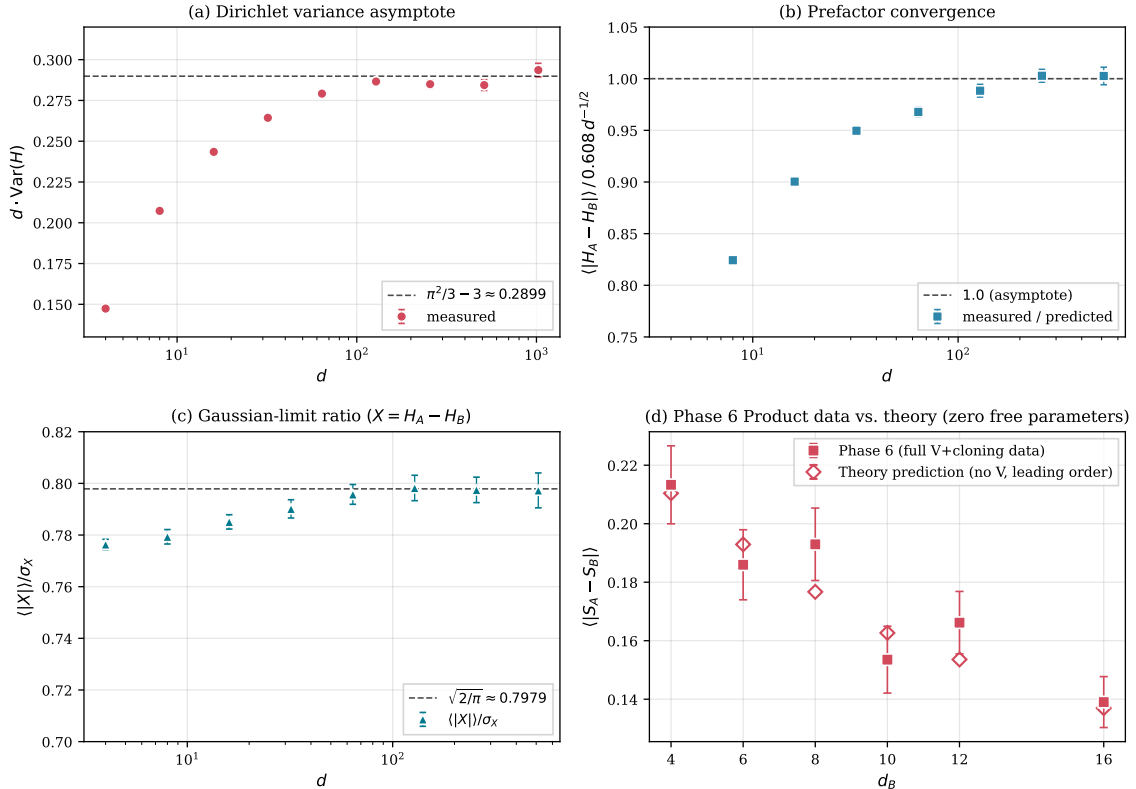 (a) Dirichlet variance asymptote
0.300
0.275
0.250
0.225
0.200
0.175
0.150
d · Var(H)
10¹
10²
10³
d
π²/3 − 3 ≈ 0.2899
measured
(b) Prefactor convergence
1.05
1.00
0.95
0.90
0.85
0.80
0.75
⟨|H_A − H_B|⟩ / 0.608 d^{−1/2}
10¹
10²
d
1.0 (asymptote)
measured / predicted
(c) Gaussian-limit ratio (X = H_A − H_B)
0.82
0.80
0.78
0.76
0.74
0.72
0.70
⟨|X|⟩/σ_X
10¹
10²
d
√2/π ≈ 0.7979
⟨|X|⟩/σ_X
(d) Phase 6 Product data vs. theory (zero free parameters)
0.22
0.20
0.18
0.16
0.14
⟨|S_A − S_B|⟩
4
6
8
10
12
16
d_B
Phase 6 (full V+cloning data)
Theory prediction (no V, leading order)